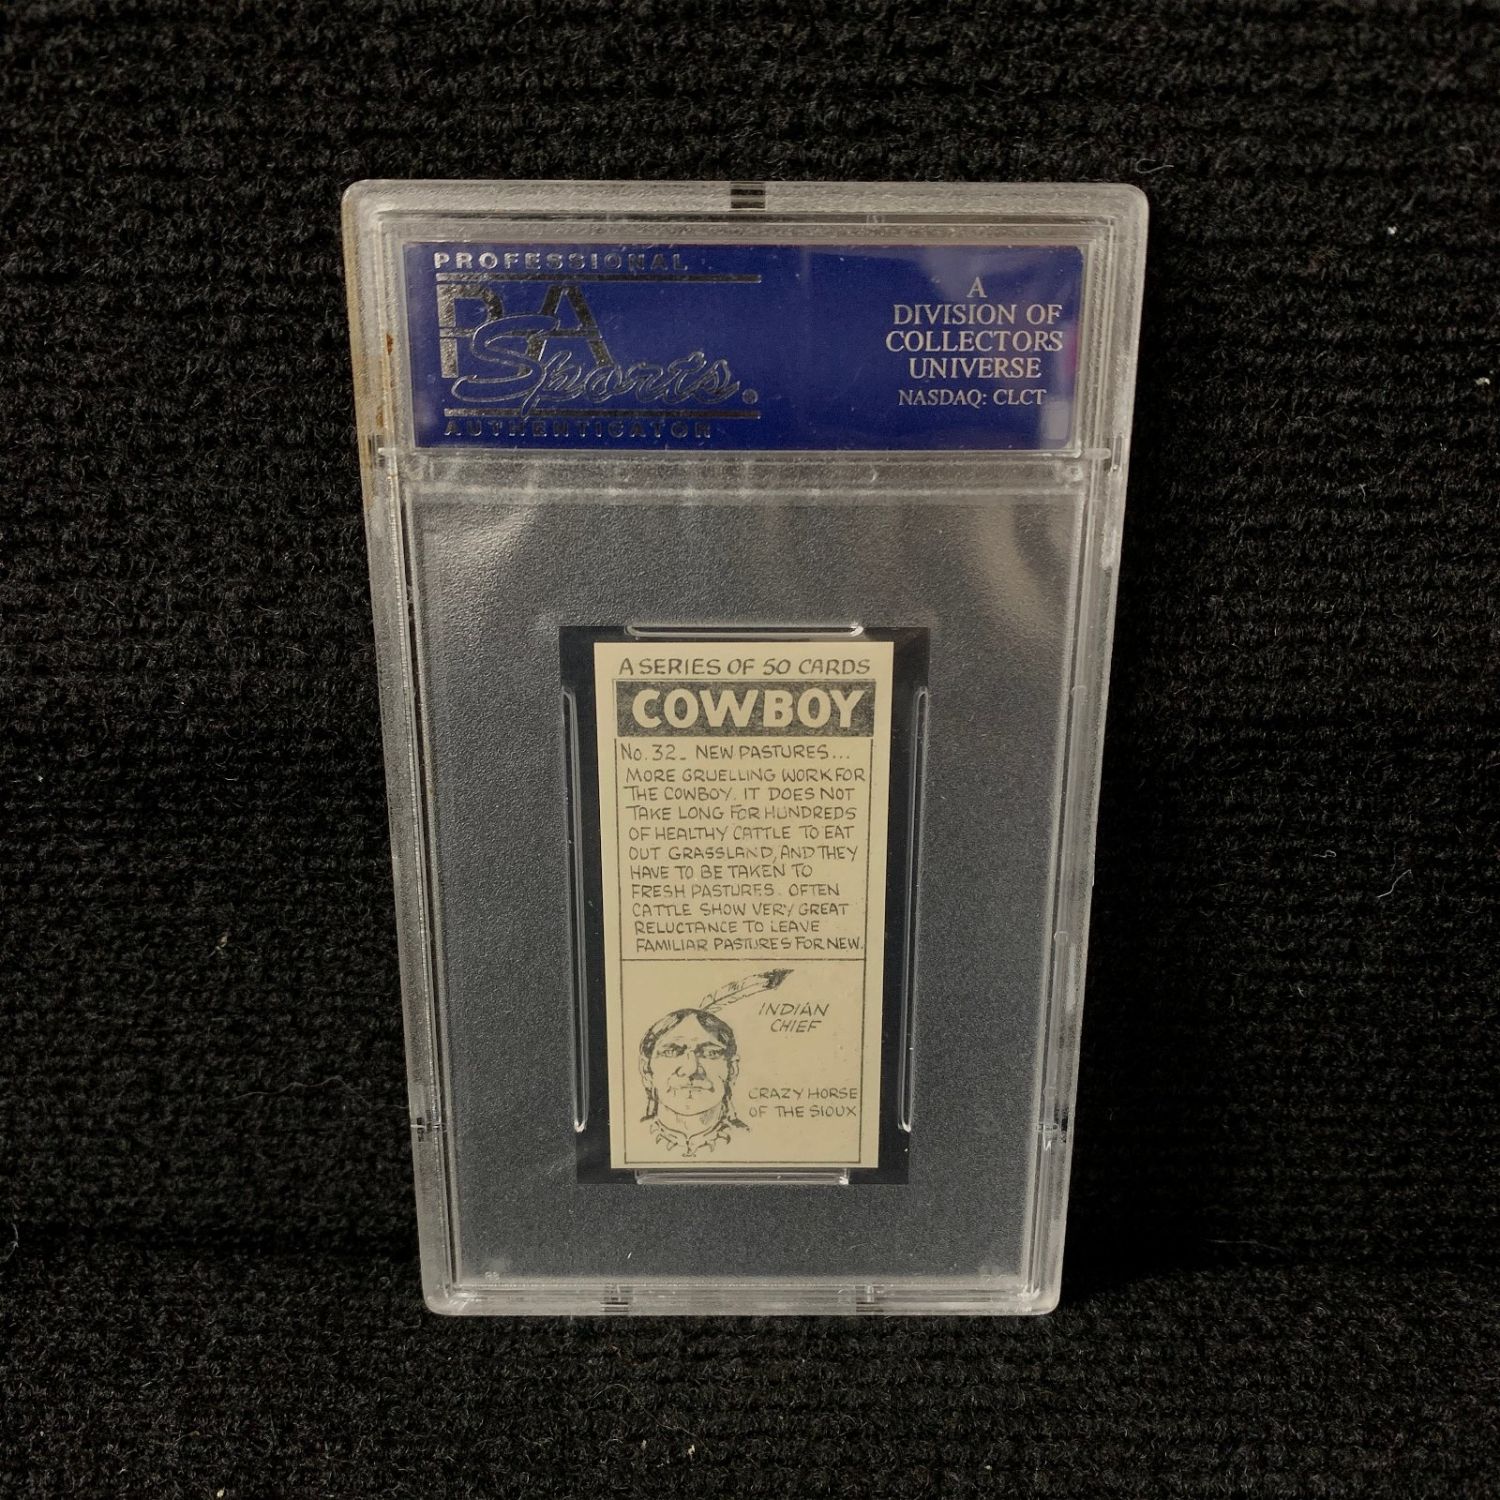 PROFESSIONAL
PSA
Sports®
AUTHENTICATOR
A
DIVISION OF
COLLECTORS
UNIVERSE
NASDAQ: CLCT
A SERIES OF 50 CARDS
COWBOY
No. 32_ NEW PASTURES...
MORE GRUELLING WORK FOR
THE COWBOY. IT DOES NOT
TAKE LONG FOR HUNDREDS
OF HEALTHY CATTLE TO EAT
OUT GRASSLAND, AND THEY
HAVE TO BE TAKEN TO
FRESH PASTURES. OFTEN
CATTLE SHOW VERY GREAT
RELUCTANCE TO LEAVE
FAMILIAR PASTURES FOR NEW.
INDIAN
CHIEF
CRAZY HORSE
OF THE SIOUX